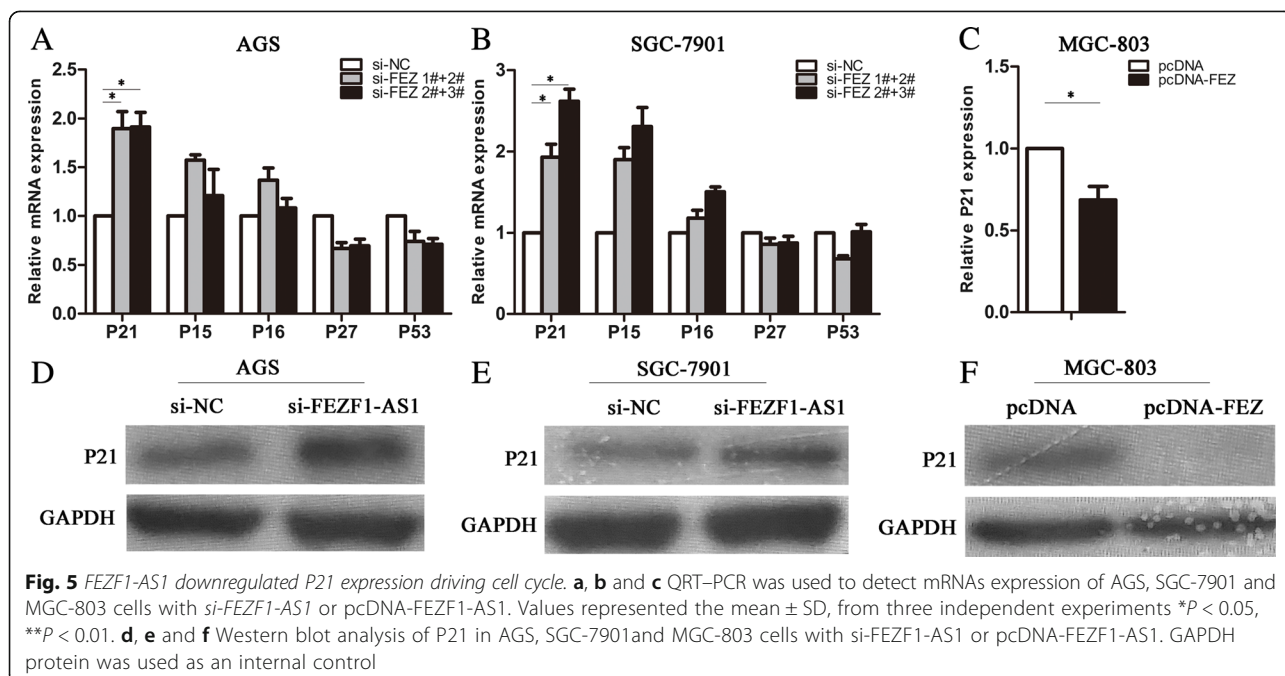 A
AGS
si-NC
si-FEZ 1#+2#
si-FEZ 2#+3#
Relative mRNA expression
2.5
2.0
1.5
1.0
0.5
0.0
*
*
P21 P15 P16 P27 P53
B
SGC-7901
si-NC
si-FEZ 1#+2#
si-FEZ 2#+3#
Relative mRNA expression
3
2
1
0
*
*
P21 P15 P16 P27 P53
C
MGC-803
pcDNA
pcDNA-FEZ
Relative P21 expression
1.5
1.0
0.5
0.0
*
D
AGS
si-NC si-FEZF1-AS1
P21
GAPDH
E
SGC-7901
si-NC si-FEZF1-AS1
P21
GAPDH
F
MGC-803
pcDNA pcDNA-FEZ
P21
GAPDH
Fig. 5 FEZF1-AS1 downregulated P21 expression driving cell cycle. a, b and c QRT–PCR was used to detect mRNAs expression of AGS, SGC-7901 and
MGC-803 cells with si-FEZF1-AS1 or pcDNA-FEZF1-AS1. Values represented the mean ± SD, from three independent experiments *P < 0.05,
**P < 0.01. d, e and f Western blot analysis of P21 in AGS, SGC-7901and MGC-803 cells with si-FEZF1-AS1 or pcDNA-FEZF1-AS1. GAPDH
protein was used as an internal control